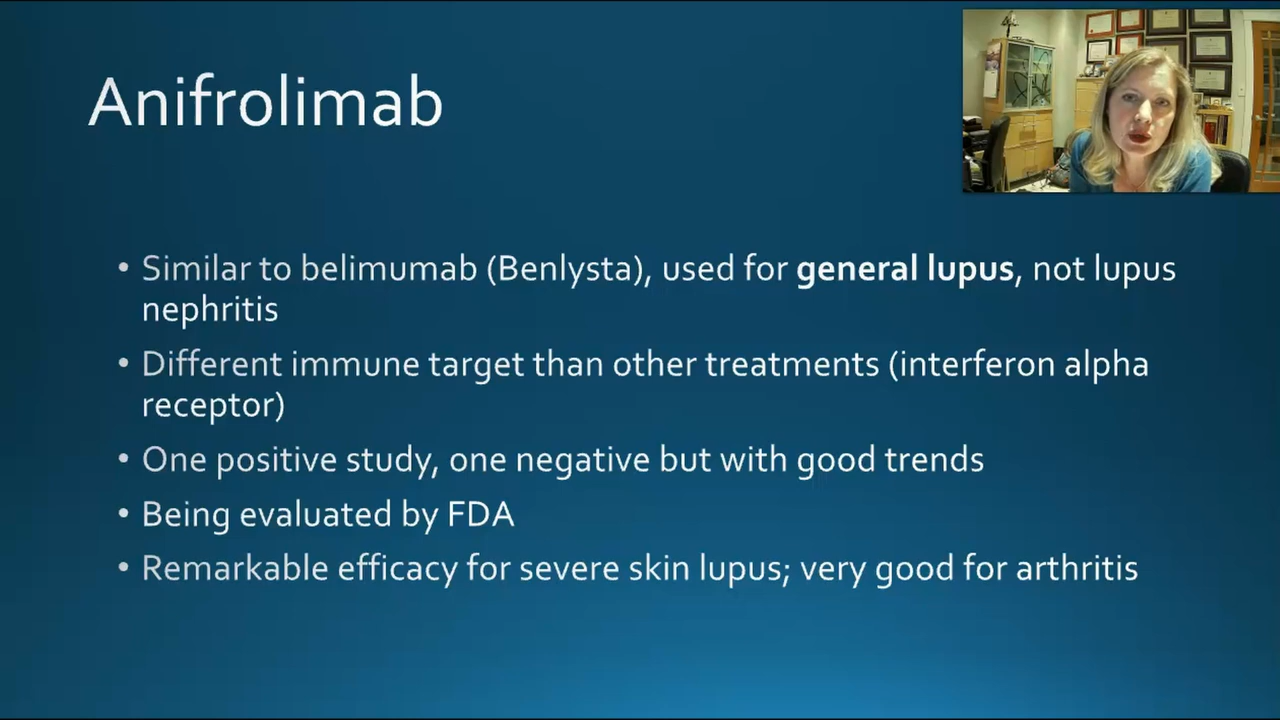 Anifrolimab
• Similar to belimumab (Benlysta), used for general lupus, not lupus
nephritis
• Different immune target than other treatments (interferon alpha
receptor)
• One positive study, one negative but with good trends
• Being evaluated by FDA
• Remarkable efficacy for severe skin lupus; very good for arthritis